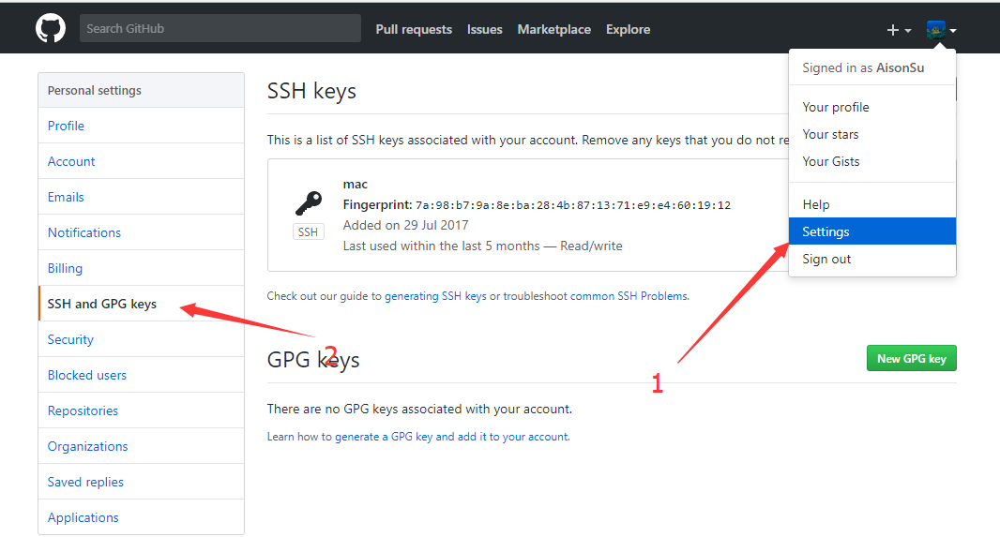 Search GitHub
Pull requests
Issues
Marketplace
Explore
Signed in as AisonSu
Your profile
Your stars
Your Gists
Help
Settings
Sign out
Personal settings
Profile
Account
Emails
Notifications
Billing
SSH and GPG keys
Security
Blocked users
Repositories
Organizations
Saved replies
Applications
SSH keys
This is a list of SSH keys associated with your account. Remove any keys that you do not
mac
Fingerprint: 7a:98:b7:9a:8e:ba:28:4b:87:13:71:e9:e4:60:19:12
SSH
Added on 29 Jul 2017
Last used within the last 5 months — Read/write
Check out our guide to generating SSH keys or troubleshoot common SSH Problems.
2
1
GPG keys
New GPG key
There are no GPG keys associated with your account.
Learn how to generate a GPG key and add it to your account.